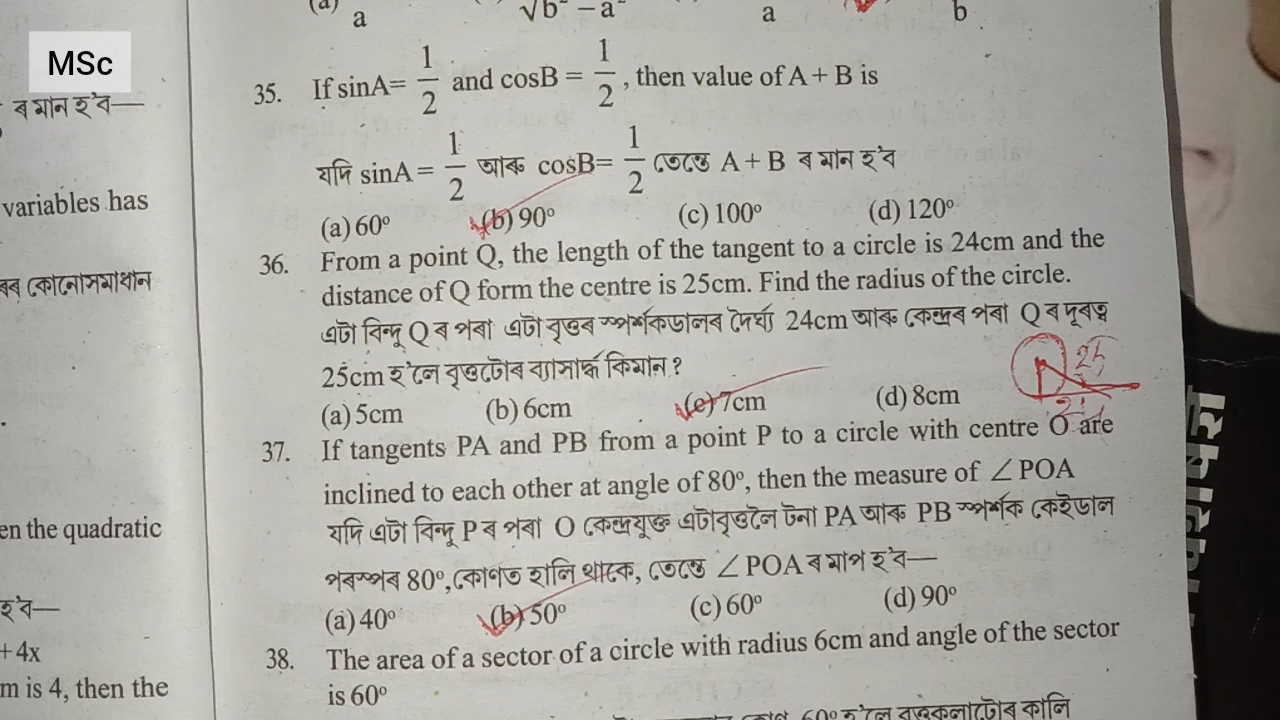 (a)
a
√b² – a²
a
b
MSc
ৰ মান হ'ব—
variables has
ৰৰ কোনো সমাধান
en the quadratic
হ'ব—
+4x
m is 4, then the
35. If sinA= 1/2 and cosB = 1/2, then value of A + B is
যদি sinA = 1/2 আৰু cosB= 1/2 তেন্তে A + B ৰ মান হ'ব
(a) 60° (b) 90° (c) 100° (d) 120°
36. From a point Q, the length of the tangent to a circle is 24cm and the
distance of Q form the centre is 25cm. Find the radius of the circle.
এটা বিন্দু Q ৰ পৰা এটা বৃত্তৰ স্পৰ্শকডালৰ দৈৰ্ঘ্য 24cm আৰু কেন্দ্ৰৰ পৰা Q ৰ দূৰত্ব
25cm হ'লে বৃত্তটোৰ ব্যাসাৰ্দ্ধ কিমান ?
(a) 5cm (b) 6cm (c) 7cm (d) 8cm
25
24
37. If tangents PA and PB from a point P to a circle with centre O are
inclined to each other at angle of 80°, then the measure of ∠POA
যদি এটা বিন্দু P ৰ পৰা O কেন্দ্ৰযুক্ত এটা বৃত্তলৈ টনা PA আৰু PB স্পৰ্শক কেইডাল
পৰস্পৰ 80°, কোণত হালি থাকে, তেন্তে ∠POA ৰ মাপ হ'ব—
(a) 40° (b) 50° (c) 60° (d) 90°
38. The area of a sector of a circle with radius 6cm and angle of the sector
is 60°
60° হ'লে বৃত্তকলাটোৰ কালি